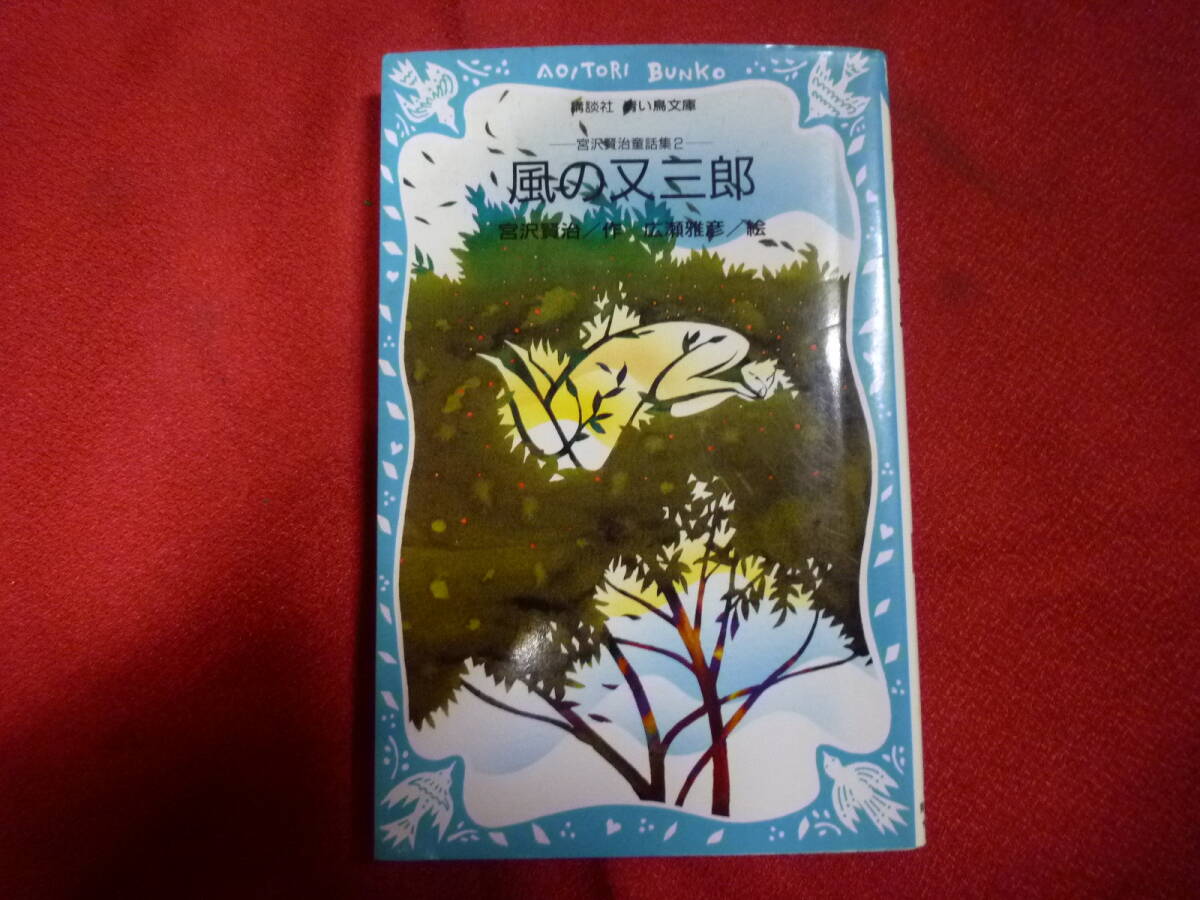 AOITORI BUNKO
講談社 青い鳥文庫
宮沢賢治童話集2
風の又三郎
宮沢賢治／作 広瀬雅彦／絵